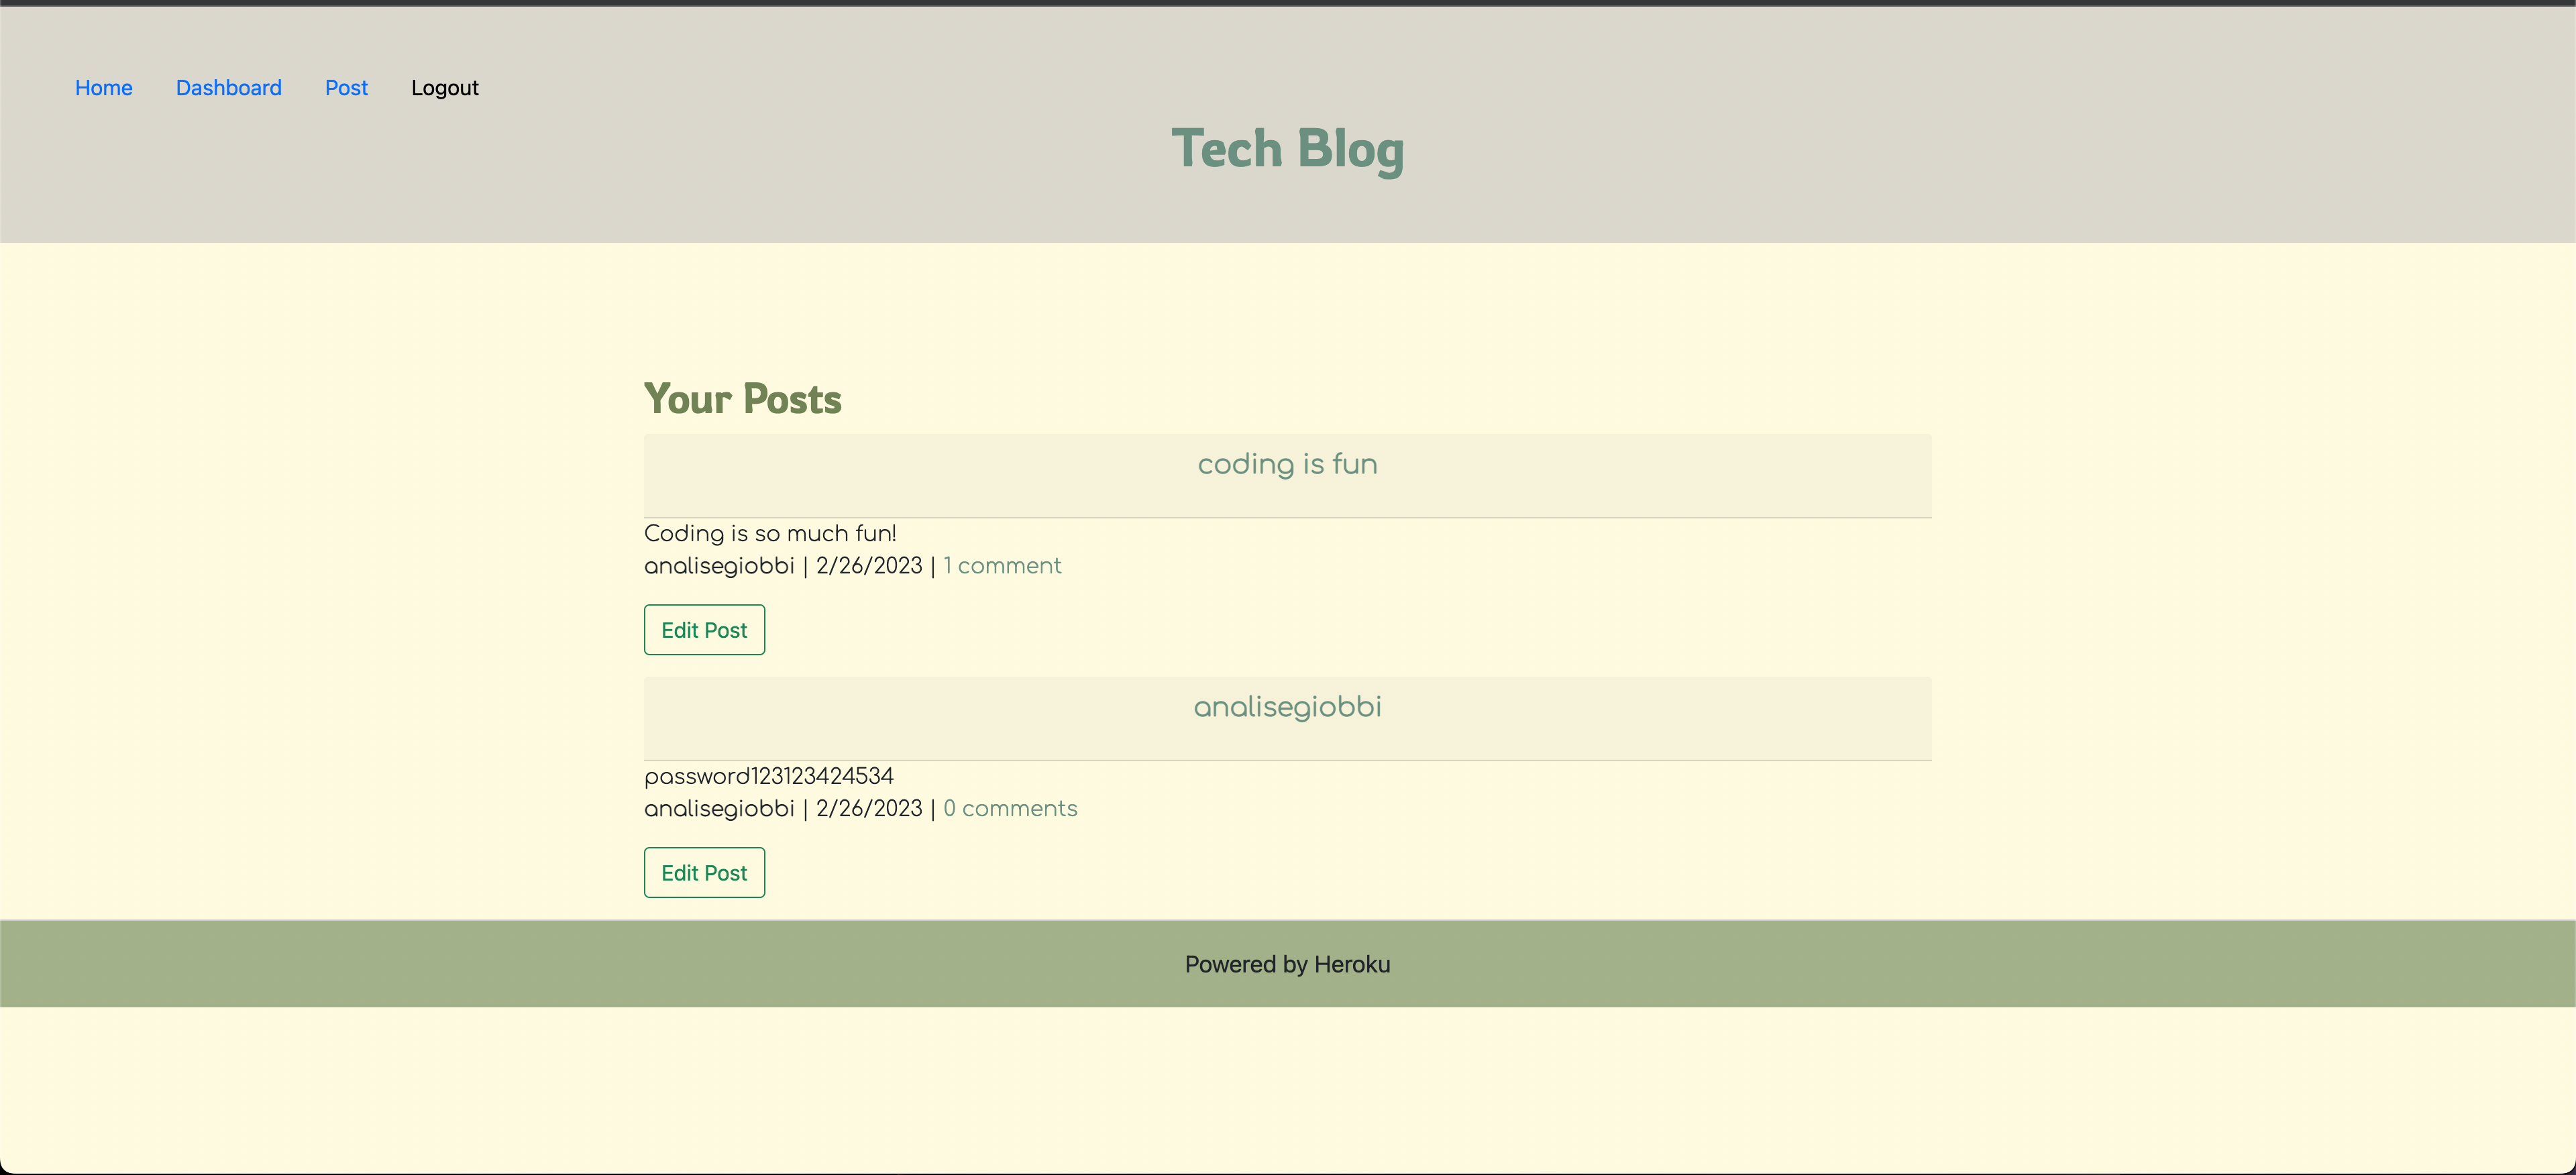 Home Dashboard Post Logout
Tech Blog
Your Posts
coding is fun
Coding is so much fun!
analisegiobbi | 2/26/2023 | 1 comment
Edit Post
analisegiobbi
password123123424534
analisegiobbi | 2/26/2023 | 0 comments
Edit Post
Powered by Heroku